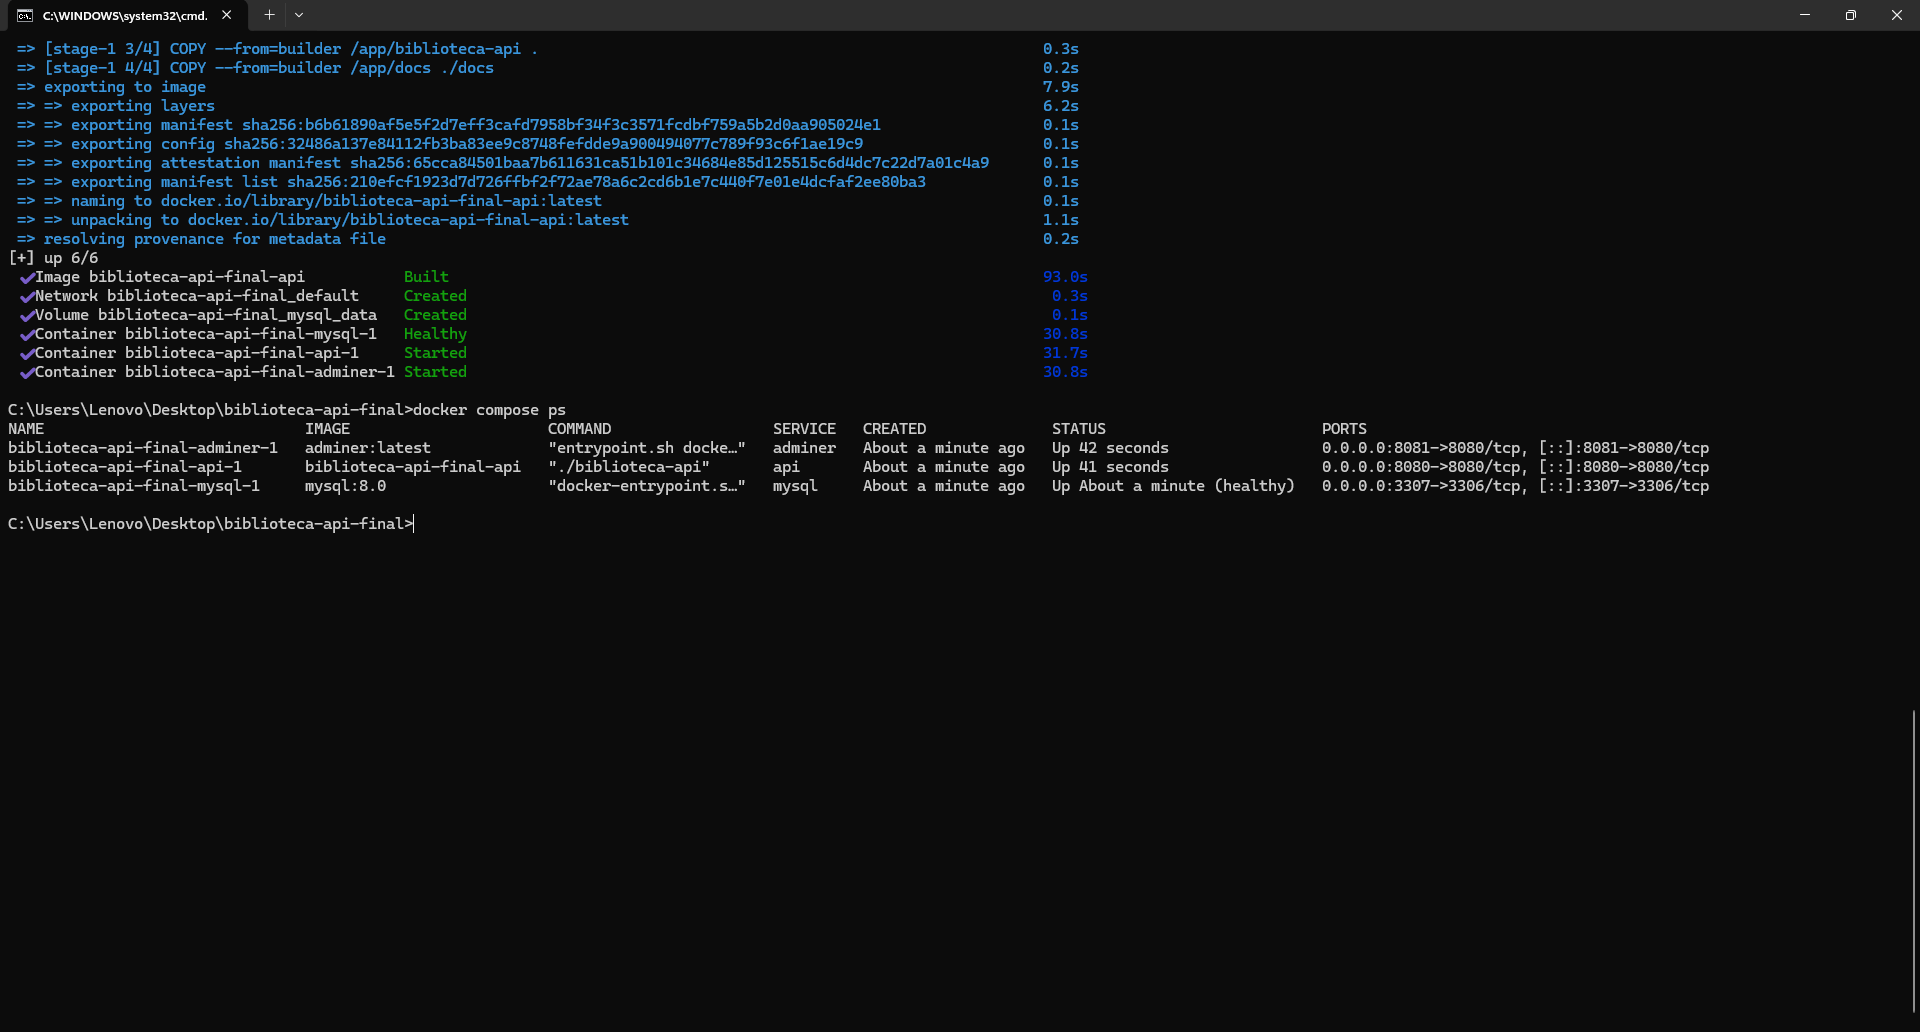 C:\WINDOWS\system32\cmd.
=> [stage-1 3/4] COPY --from=builder /app/biblioteca-api . 0.3s
=> [stage-1 4/4] COPY --from=builder /app/docs ./docs 0.2s
=> exporting to image 7.9s
=> => exporting layers 6.2s
=> => exporting manifest sha256:b6b61890af5e5f2d7eff3cafd7958bf34f3c3571fcdbf759a5b2d0aa905024e1 0.1s
=> => exporting config sha256:32486a137e84112fb3ba83ee9c8748fefdde9a900494077c789f93c6f1ae19c9 0.1s
=> => exporting attestation manifest sha256:65cca84501baa7b611631ca51b101c34684e85d125515c6d4dc7c22d7a01c4a9 0.1s
=> => exporting manifest list sha256:210efcf1923d7d726ffbf2f72ae78a6c2cd6b1e7c440f7e01e4dcfaf2ee80ba3 0.1s
=> => naming to docker.io/library/biblioteca-api-final-api:latest 0.1s
=> => unpacking to docker.io/library/biblioteca-api-final-api:latest 1.1s
=> resolving provenance for metadata file 0.2s
[+] up 6/6
✔Image biblioteca-api-final-api Built 93.0s
✔Network biblioteca-api-final_default Created 0.3s
✔Volume biblioteca-api-final_mysql_data Created 0.1s
✔Container biblioteca-api-final-mysql-1 Healthy 30.8s
✔Container biblioteca-api-final-api-1 Started 31.7s
✔Container biblioteca-api-final-adminer-1 Started 30.8s
C:\Users\Lenovo\Desktop\biblioteca-api-final>docker compose ps
NAME IMAGE COMMAND SERVICE CREATED STATUS PORTS
biblioteca-api-final-adminer-1 adminer:latest "entrypoint.sh docke…" adminer About a minute ago Up 42 seconds 0.0.0.0:8081->8080/tcp, [::]:8081->8080/tcp
biblioteca-api-final-api-1 biblioteca-api-final-api "./biblioteca-api" api About a minute ago Up 41 seconds 0.0.0.0:8080->8080/tcp, [::]:8080->8080/tcp
biblioteca-api-final-mysql-1 mysql:8.0 "docker-entrypoint.s…" mysql About a minute ago Up About a minute (healthy) 0.0.0.0:3307->3306/tcp, [::]:3307->3306/tcp
C:\Users\Lenovo\Desktop\biblioteca-api-final>